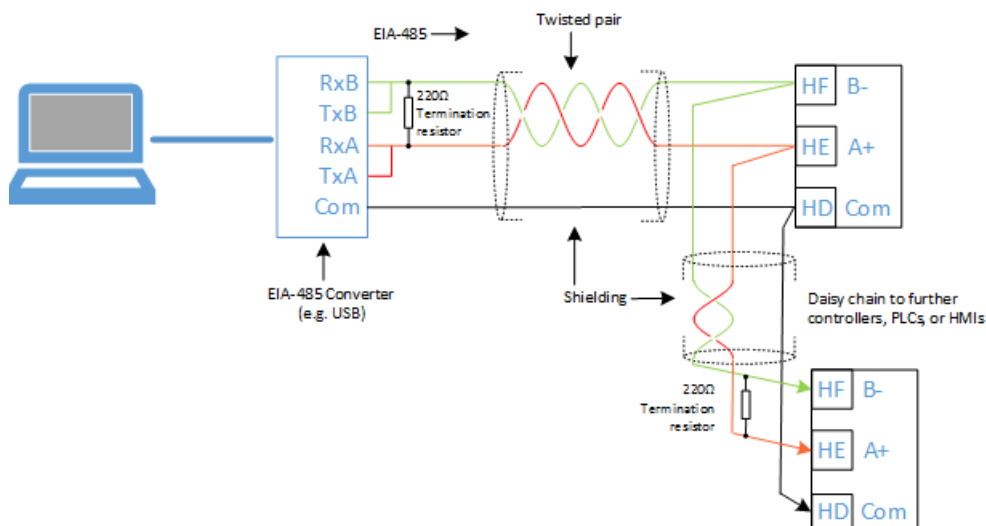 EIA-485
Twisted pair
RxB
TxB
RxA
TxA
Com
220Ω
Termination
resistor
HF B-
HE A+
HD Com
EIA-485 Converter
(e.g. USB)
Shielding
Daisy chain to further
controllers, PLCs, or HMIs
220Ω
Termination
resistor
HF B-
HE A+
HD Com